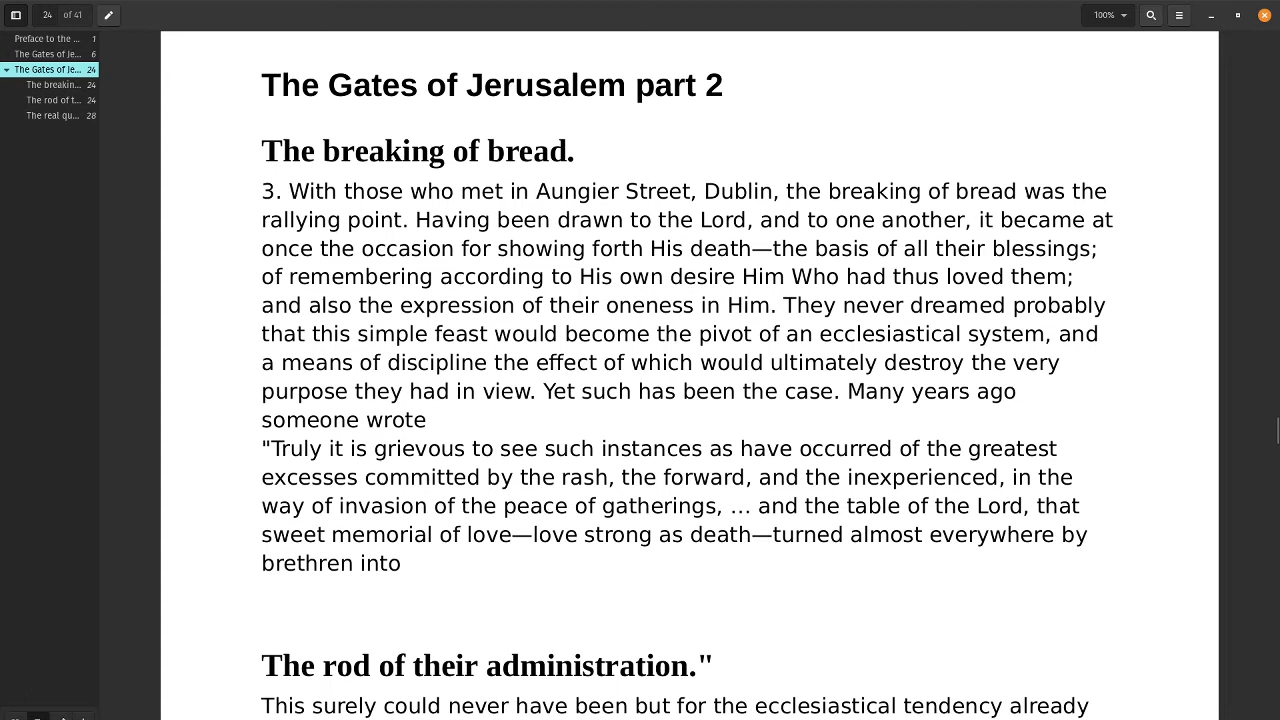 24 of 41
100%
Preface to the ... 1
The Gates of Je... 6
The Gates of Je... 24
The breakin... 24
The rod of t... 24
The real qu... 28
The Gates of Jerusalem part 2
The breaking of bread.
3. With those who met in Aungier Street, Dublin, the breaking of bread was the
rallying point. Having been drawn to the Lord, and to one another, it became at
once the occasion for showing forth His death—the basis of all their blessings;
of remembering according to His own desire Him Who had thus loved them;
and also the expression of their oneness in Him. They never dreamed probably
that this simple feast would become the pivot of an ecclesiastical system, and
a means of discipline the effect of which would ultimately destroy the very
purpose they had in view. Yet such has been the case. Many years ago
someone wrote
"Truly it is grievous to see such instances as have occurred of the greatest
excesses committed by the rash, the forward, and the inexperienced, in the
way of invasion of the peace of gatherings, … and the table of the Lord, that
sweet memorial of love—love strong as death—turned almost everywhere by
brethren into
The rod of their administration."
This surely could never have been but for the ecclesiastical tendency already